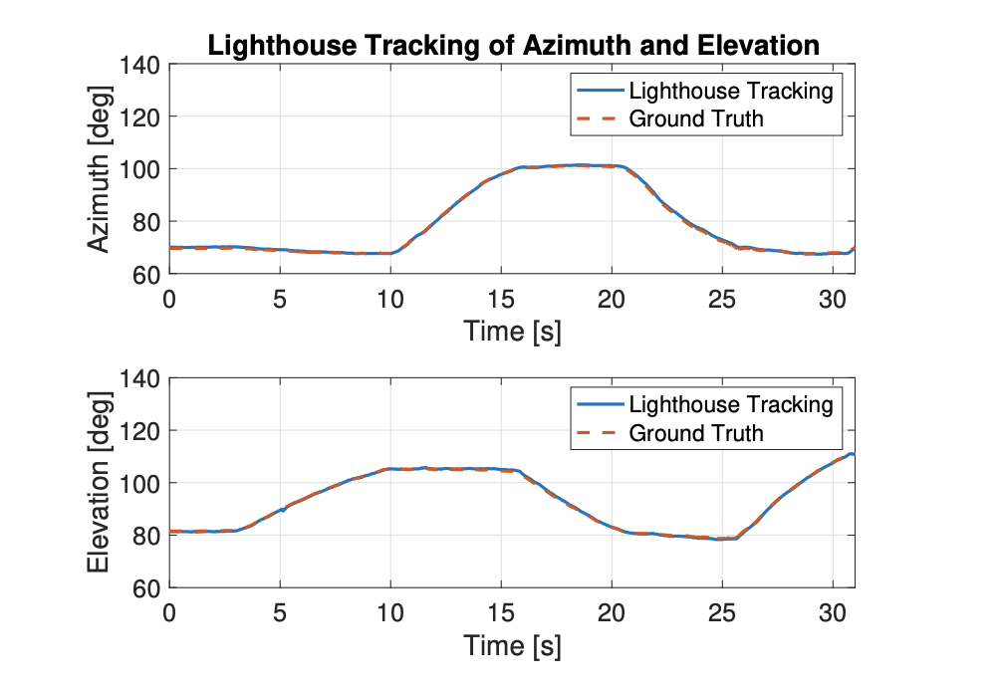 Lighthouse Tracking of Azimuth and Elevation
140
120
100
80
60
Azimuth [deg]
Lighthouse Tracking
Ground Truth
0 5 10 15 20 25 30
Time [s]
140
120
100
80
60
Elevation [deg]
Lighthouse Tracking
Ground Truth
0 5 10 15 20 25 30
Time [s]